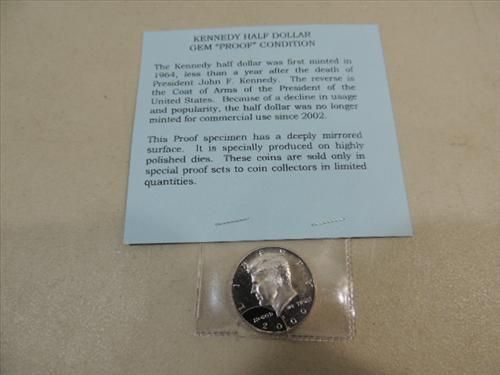 KENNEDY HALF DOLLAR
GEM "PROOF" CONDITION
The Kennedy half dollar was first minted in
1964, less than a year after the death of
President John F. Kennedy. The reverse is
the Coat of Arms of the President of the
United States. Because of a decline in usage
and popularity, the half dollar was no longer
minted for commercial use since 2002.
This Proof specimen has a deeply mirrored
surface. It is specially produced on highly
polished dies. These coins are sold only in
special proof sets to coin collectors in limited
quantities.
LIBERTY
IN GOD WE TRUST
2000